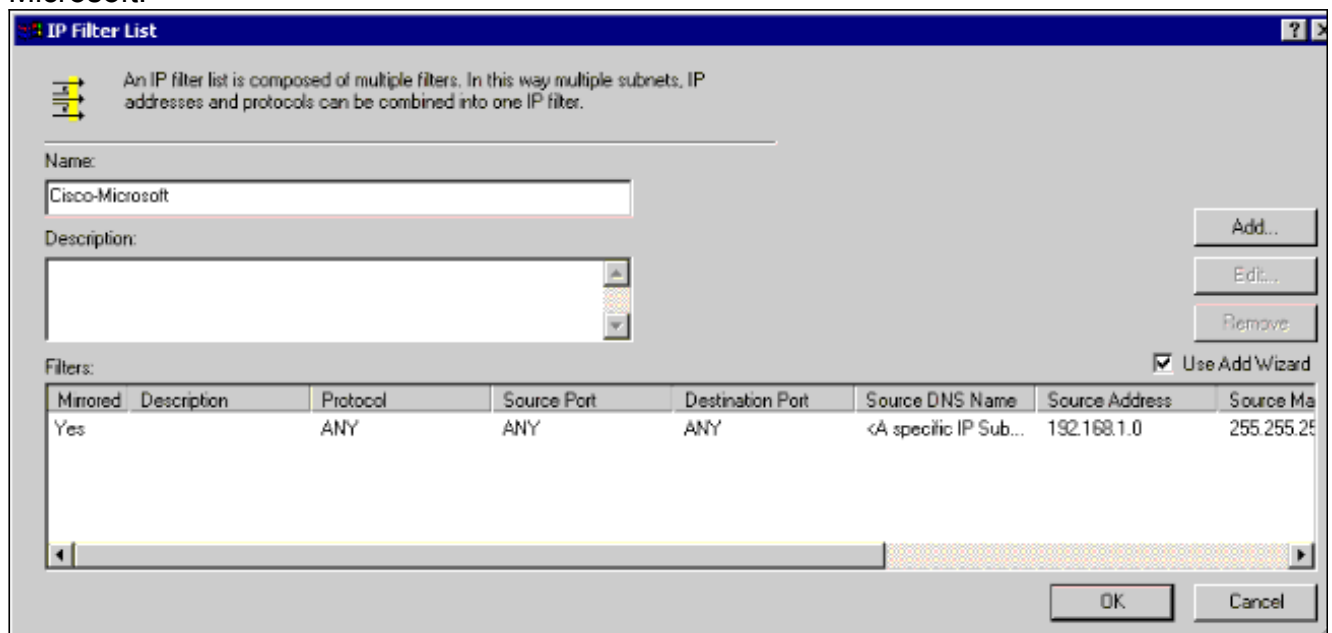 Microsoft.
IP Filter List
An IP filter list is composed of multiple filters. In this way multiple subnets, IP
addresses and protocols can be combined into one IP filter.
Name:
Cisco-Microsoft
Add...
Description:
Edit...
Remove
Filters:
Use Add Wizard
Mirrored Description Protocol Source Port Destination Port Source DNS Name Source Address Source Ma
Yes ANY ANY ANY <A specific IP Sub... 192.168.1.0 255.255.25
OK Cancel